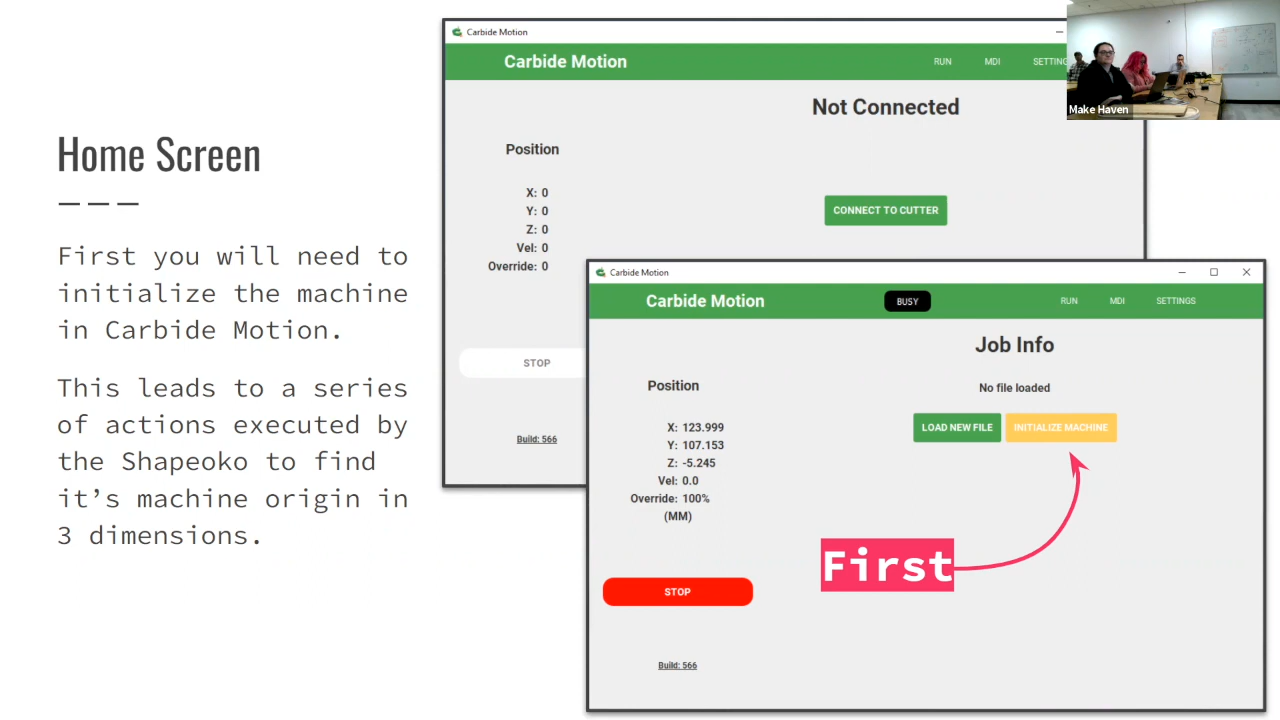 Home Screen
First you will need to
initialize the machine
in Carbide Motion.
This leads to a series
of actions executed by
the Shapeoko to find
it's machine origin in
3 dimensions.
Carbide Motion
Carbide Motion
RUN
MDI
Not Connected
Position
X: 0
Y: 0
Z: 0
Vel: 0
Override: 0
CONNECT TO CUTTER
STOP
Build: 566
Carbide Motion
Carbide Motion
BUSY
RUN
MDI
SETTINGS
Job Info
No file loaded
LOAD NEW FILE
INITIALIZE MACHINE
Position
X: 123.999
Y: 107.153
Z: -5.245
Vel: 0.0
Override: 100%
(MM)
First
STOP
Build: 566
Make Haven